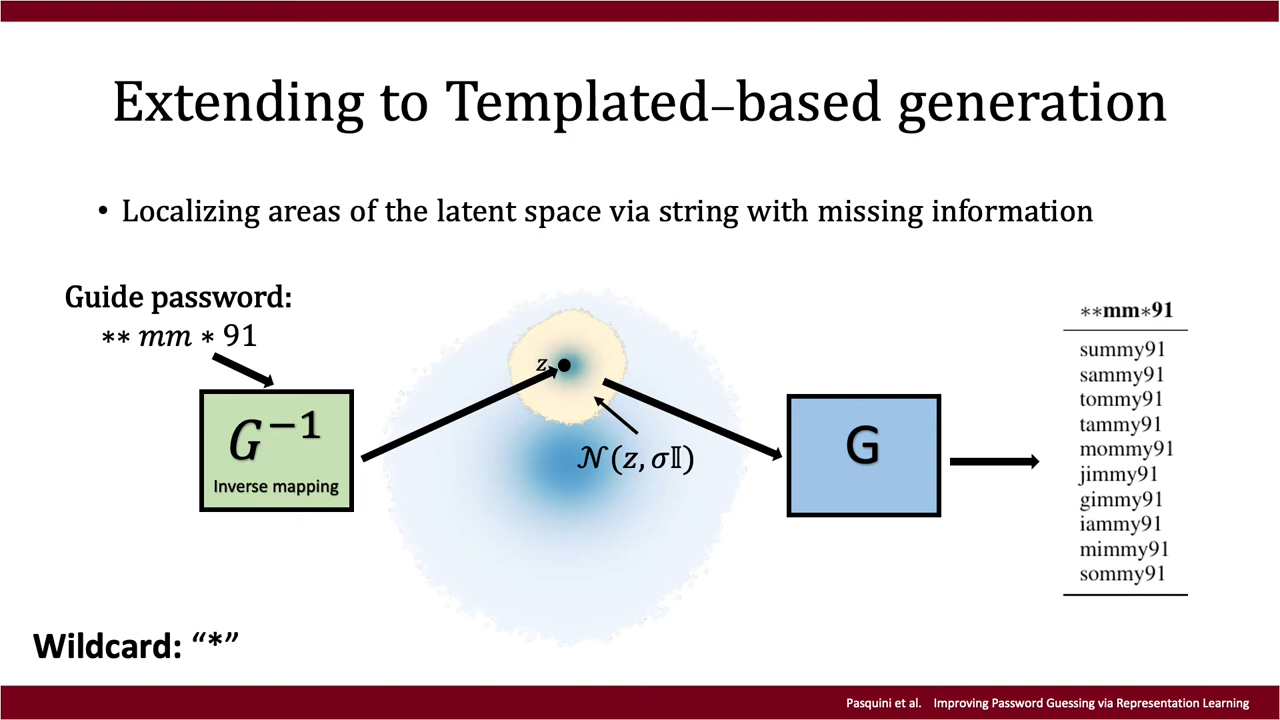 Extending to Templated–based generation
• Localizing areas of the latent space via string with missing information
Guide password:
∗∗ mm ∗ 91
G⁻¹
Inverse mapping
z
𝒩(z, σ𝕀)
G
∗∗mm∗91
summy91
sammy91
tommy91
tammy91
mommy91
jimmy91
gimmy91
iammy91
mimmy91
sommy91
Wildcard: “*”
Pasquini et al. Improving Password Guessing via Representation Learning